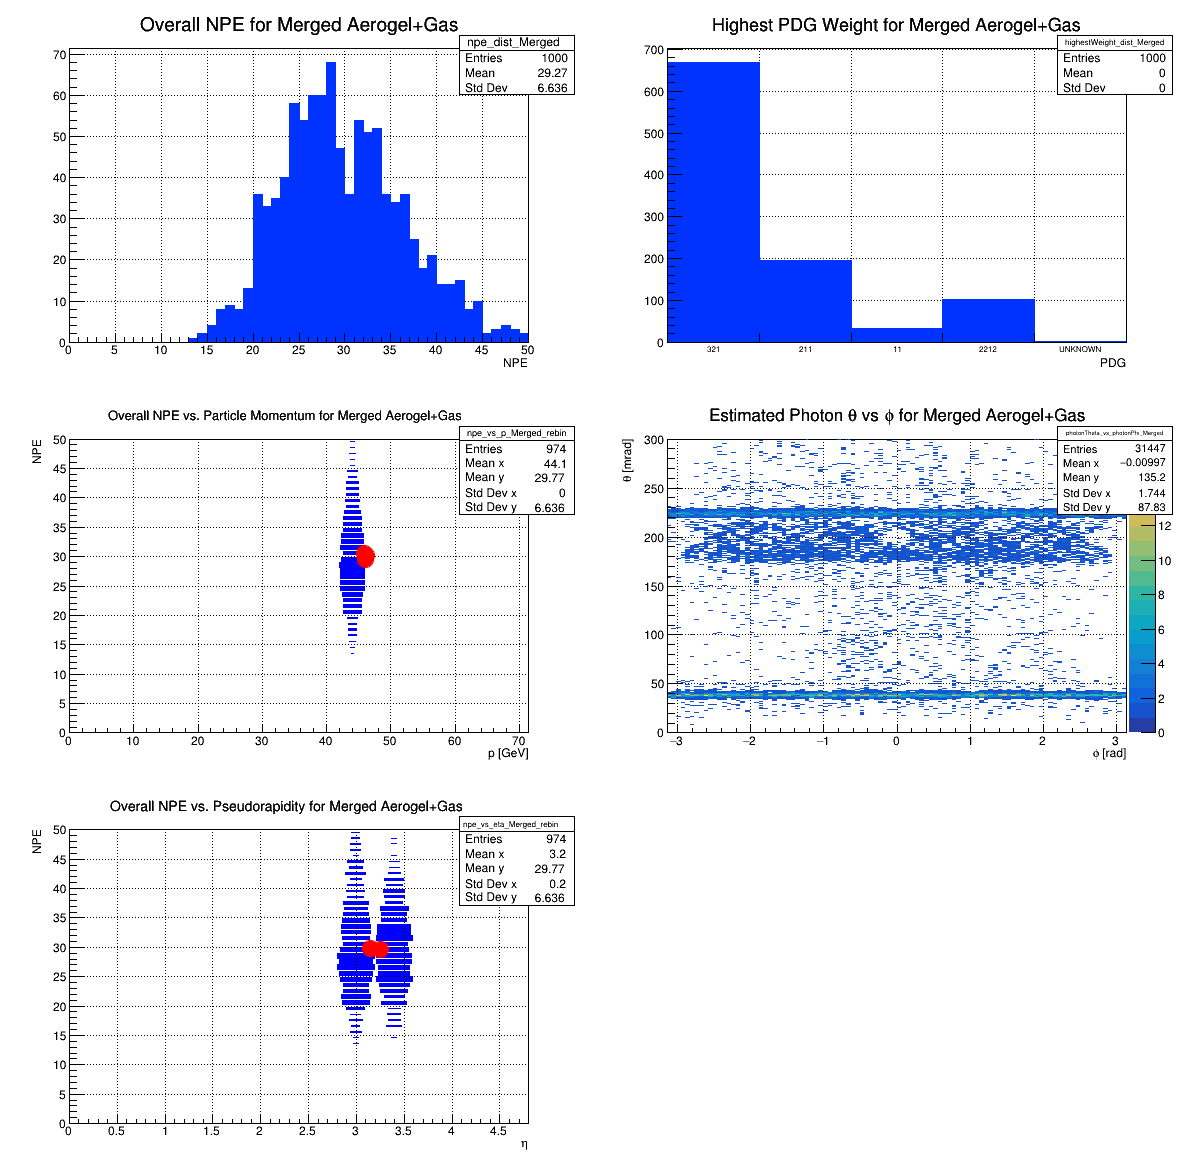 Overall NPE for Merged Aerogel+Gas
npe_dist_Merged
Entries 1000
Mean 29.27
Std Dev 6.636
70
60
50
40
30
20
10
0
0 5 10 15 20 25 30 35 40 45 50
NPE
Highest PDG Weight for Merged Aerogel+Gas
highestWeight_dist_Merged
Entries 1000
Mean 0
Std Dev 0
700
600
500
400
300
200
100
0
321 211 11 2212 UNKNOWN
PDG
Overall NPE vs. Particle Momentum for Merged Aerogel+Gas
npe_vs_p_Merged_rebin
Entries 974
Mean x 44.1
Mean y 29.77
Std Dev x 0
Std Dev y 6.636
NPE
50
45
40
35
30
25
20
15
10
5
0
0 10 20 30 40 50 60 70
p [GeV]
Estimated Photon θ vs ϕ for Merged Aerogel+Gas
photonTheta_vs_photonPhi_Merged
Entries 31447
Mean x −0.00997
Mean y 135.2
Std Dev x 1.744
Std Dev y 87.83
θ [mrad]
300
250
200
150
100
50
0
−3 −2 −1 0 1 2 3
ϕ [rad]
12
10
8
6
4
2
0
Overall NPE vs. Pseudorapidity for Merged Aerogel+Gas
npe_vs_eta_Merged_rebin
Entries 974
Mean x 3.2
Mean y 29.77
Std Dev x 0.2
Std Dev y 6.636
NPE
50
45
40
35
30
25
20
15
10
5
0
0 0.5 1 1.5 2 2.5 3 3.5 4 4.5
η